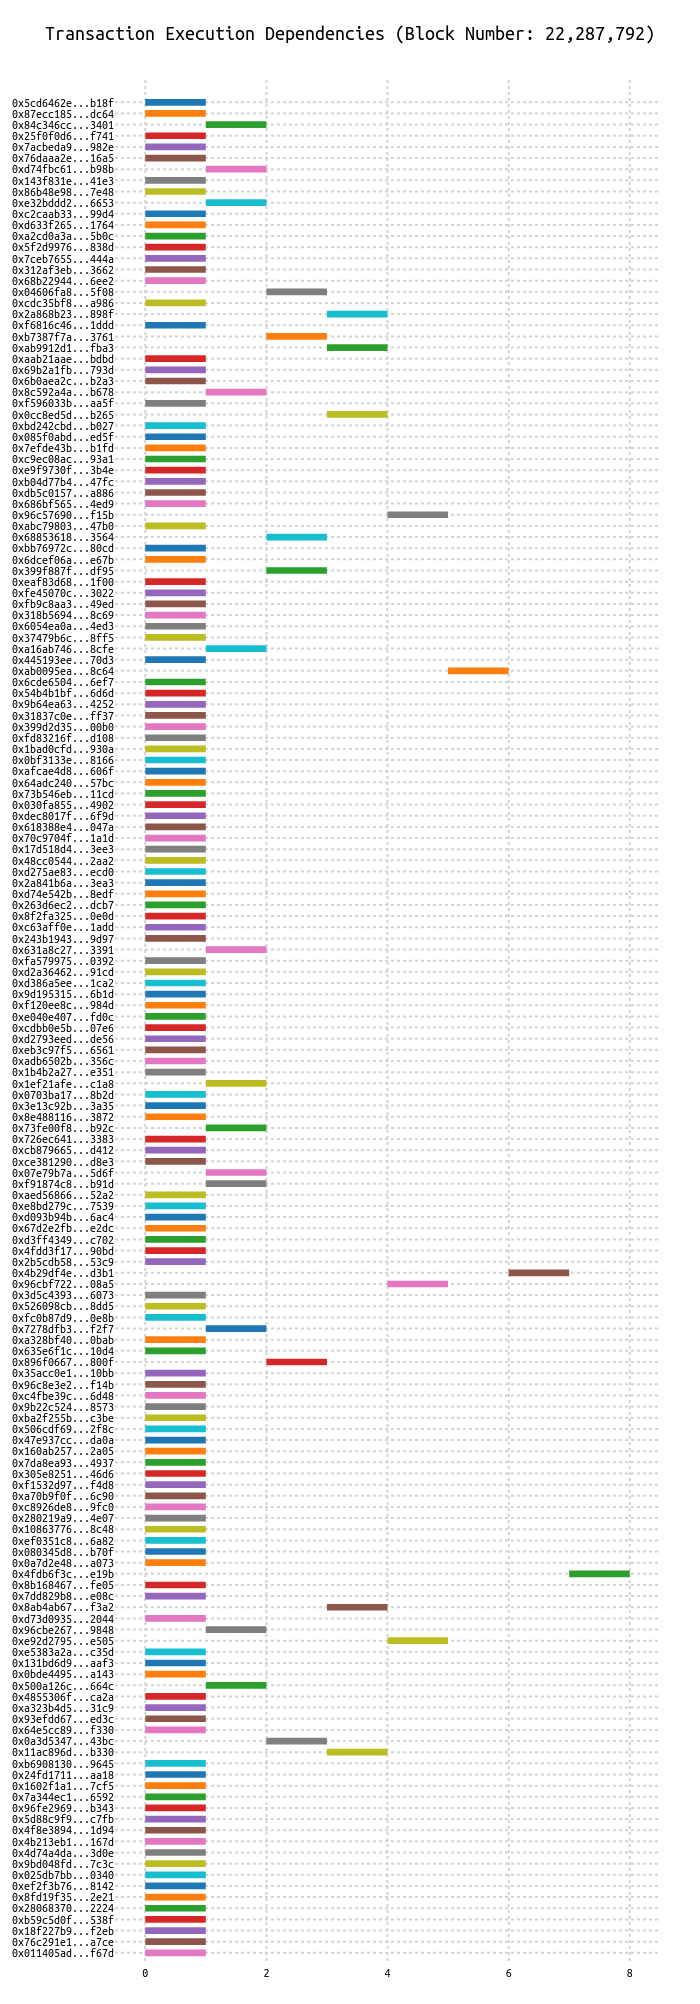 Transaction Execution Dependencies (Block Number: 22,287,792)
0x5cd6462e...b18f
0x87ecc185...dc64
0x84c346cc...3401
0x25f0f0d6...f741
0x7acbeda9...982e
0x76daaa2e...16a5
0xd74fbc61...b98b
0x143f831e...41e3
0x86b48e98...7e48
0xe32bddd2...6653
0xc2caab33...99d4
0xd633f265...1764
0xa2cd0a3a...5b0c
0x5f2d9976...838d
0x7ceb7655...444a
0x312af3eb...3662
0x68b22944...6ee2
0x04606fa8...5f08
0xcdc35bf8...a986
0x2a868b23...898f
0xf6816c46...1ddd
0xb7387f7a...3761
0xab9912d1...fba3
0xaab21aae...bdbd
0x69b2a1fb...793d
0x6b0aea2c...b2a3
0x8c592a4a...b678
0xf596033b...aa5f
0x0cc8ed5d...b265
0xbd242cbd...b027
0x085f0abd...ed5f
0x7efde43b...b1fd
0xc9ec08ac...93a1
0xe9f9730f...3b4e
0xb04d77b4...47fc
0xdb5c0157...a886
0x686bf565...4ed9
0x96c57690...f15b
0xabc79803...47b0
0x68853618...3564
0xbb76972c...80cd
0x6dcef06a...e67b
0x399f887f...df95
0xeaf83d68...1f00
0xfe45070c...3022
0xfb9c8aa3...49ed
0x318b5694...8c69
0x6054ea0a...4ed3
0x37479b6c...8ff5
0xa16ab746...8cfe
0x445193ee...70d3
0xab0095ea...8c64
0x6cde6504...6ef7
0x54b4b1bf...6d6d
0x9b64ea63...4252
0x31837c0e...ff37
0x399d2d35...00b0
0xfd83216f...d108
0x1bad0cfd...930a
0x0bf3133e...8166
0xafcae4d8...606f
0x64adc240...57bc
0x73b546eb...11cd
0x030fa855...4902
0xdec8017f...6f9d
0x618388e4...047a
0x70c9704f...1a1d
0x17d518d4...3ee3
0x48cc0544...2aa2
0xd275ae83...ecd0
0x2a841b6a...3ea3
0xd74e542b...8edf
0x263d6ec2...dcb7
0x8f2fa325...0e0d
0xc63aff0e...1add
0x243b1943...9d97
0x631a8c27...3391
0xfa579975...0392
0xd2a36462...91cd
0xd386a5ee...1ca2
0x9d195315...6b1d
0xf120ee8c...984d
0xe040e407...fd0c
0xcdbb0e5b...07e6
0xd2793eed...de56
0xeb3c97f5...6561
0xadb6502b...356c
0x1b4b2a27...e351
0x1ef21afe...c1a8
0x0703ba17...8b2d
0x3e13c92b...3a35
0x8e488116...3872
0x73fe00f8...b92c
0x726ec641...3383
0xcb879665...d412
0xce381290...d8e3
0x07e79b7a...5d6f
0xf91874c8...b91d
0xaed56866...52a2
0xe8bd279c...7539
0xd093b94b...6ac4
0x67d2e2fb...e2dc
0xd3ff4349...c702
0x4fdd3f17...90bd
0x2b5cdb58...53c9
0x4b29df4e...d3b1
0x96cbf722...08a5
0x3d5c4393...6073
0x526098cb...8dd5
0xfc0b87d9...0e8b
0x7278dfb3...f2f7
0xa328bf40...0bab
0x635e6f1c...10d4
0x896f0667...800f
0x35acc0e1...10bb
0x96c8e3e2...f14b
0xc4fbe39c...6d48
0x9b22c524...8573
0xba2f255b...c3be
0x506cdf69...2f8c
0x47e937cc...da0a
0x160ab257...2a05
0x7da8ea93...4937
0x305e8251...46d6
0xf1532d97...f4d8
0xa70b9f0f...6c90
0xc8926de8...9fc0
0x280219a9...4e07
0x10863776...8c48
0xef0351c8...6a82
0x080345d8...b70f
0x0a7d2e48...a073
0x4fdb6f3c...e19b
0x8b168467...fe05
0x7dd829b8...e08c
0x8ab4ab67...f3a2
0xd73d0935...2044
0x96cbe267...9848
0xe92d2795...e505
0xe5383a2a...c35d
0x131bd6d9...aaf3
0x0bde4495...a143
0x500a126c...664c
0x4855306f...ca2a
0xa323b4d5...31c9
0x93efdd67...ed3c
0x64e5cc89...f330
0x0a3d5347...43bc
0x11ac896d...b330
0xb6908130...9645
0x24fd1711...aa18
0x1602f1a1...7cf5
0x7a344ec1...6592
0x96fe2969...b343
0x5d88c9f9...c7fb
0x4f8e3894...1d94
0x4b213eb1...167d
0x4d74a4da...3d0e
0x9bd048fd...7c3c
0x025db7bb...0340
0xef2f3b76...8142
0x8fd19f35...2e21
0x28068370...2224
0xb59c5d0f...538f
0x18f227b9...f2eb
0x76c291e1...a7ce
0x011405ad...f67d
0 2 4 6 8